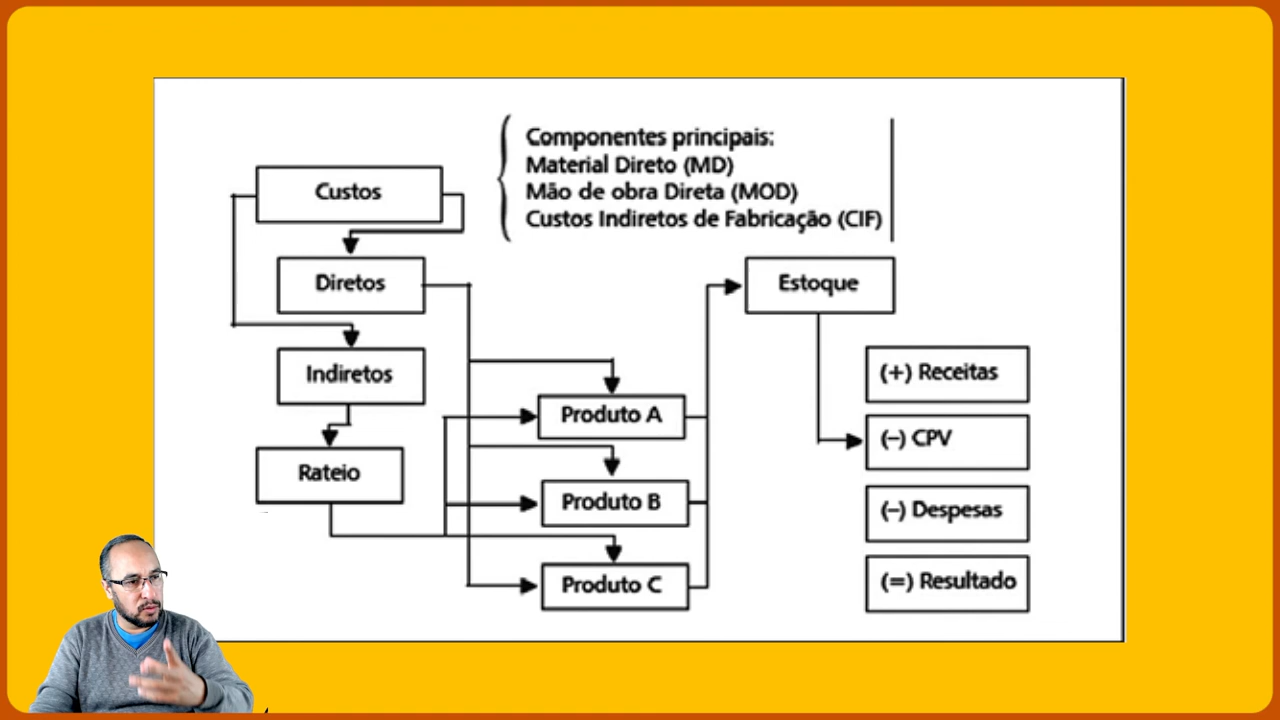 Componentes principais:
Material Direto (MD)
Mão de obra Direta (MOD)
Custos Indiretos de Fabricação (CIF)
Custos
Diretos
Estoque
Indiretos
(+) Receitas
Produto A
(–) CPV
Rateio
Produto B
(–) Despesas
Produto C
(=) Resultado